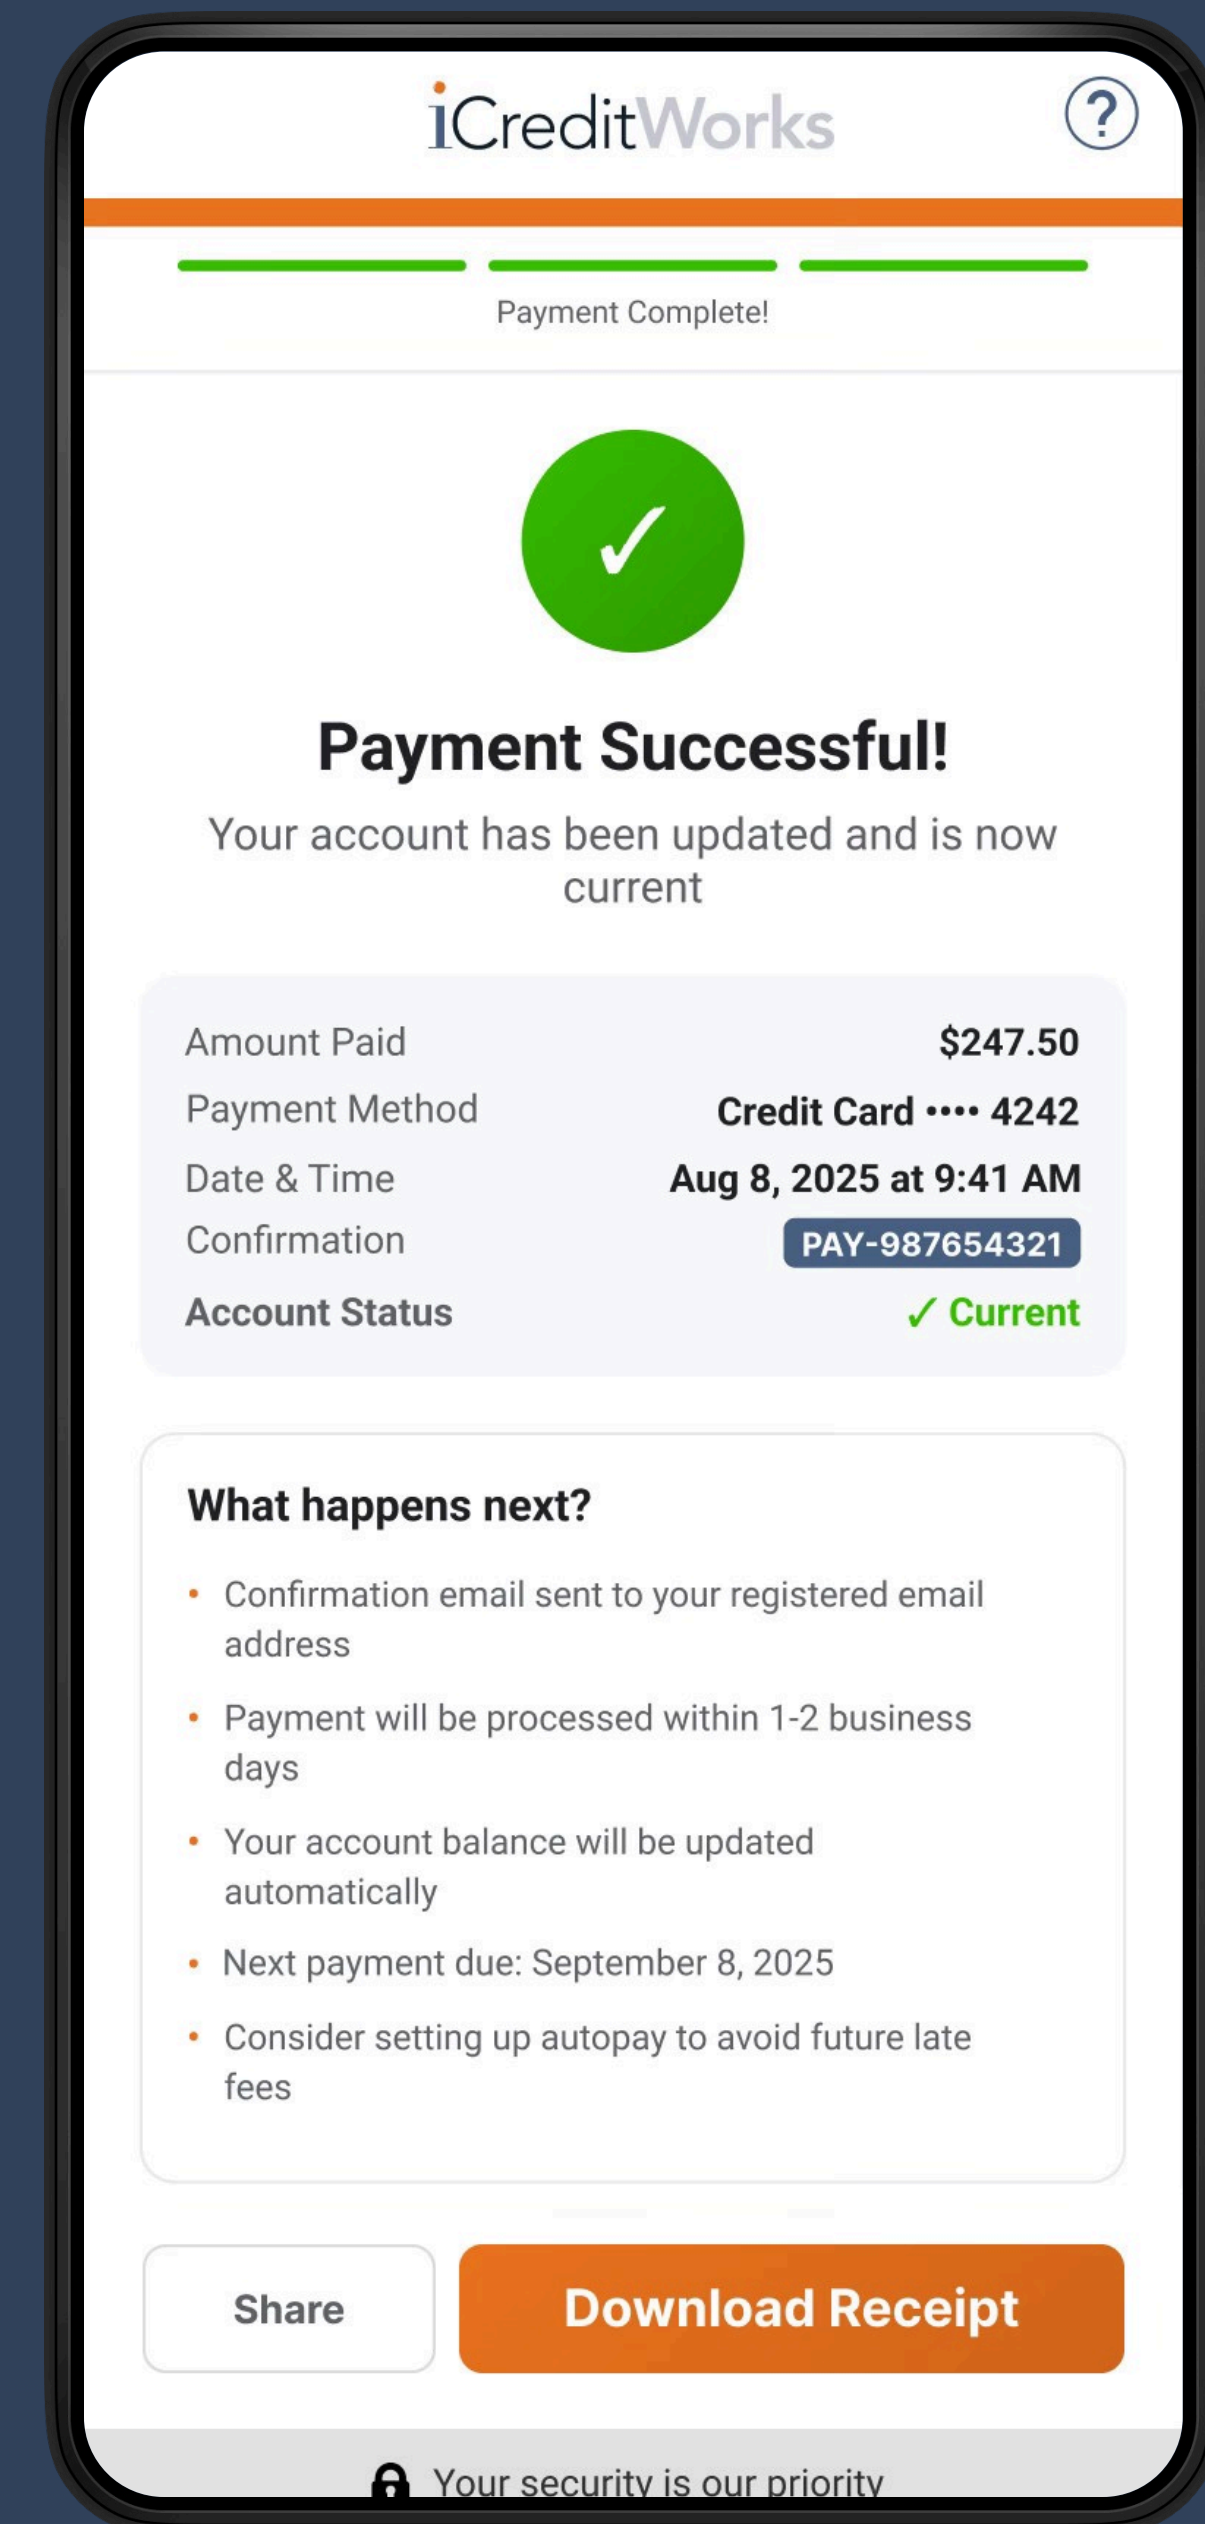 iCreditWorks
?
Payment Complete!
✓
Payment Successful!
Your account has been updated and is now
current
Amount Paid $247.50
Payment Method Credit Card •••• 4242
Date & Time Aug 8, 2025 at 9:41 AM
Confirmation PAY-987654321
Account Status ✓ Current
What happens next?
• Confirmation email sent to your registered email
address
• Payment will be processed within 1-2 business
days
• Your account balance will be updated
automatically
• Next payment due: September 8, 2025
• Consider setting up autopay to avoid future late
fees
Share Download Receipt
Your security is our priority